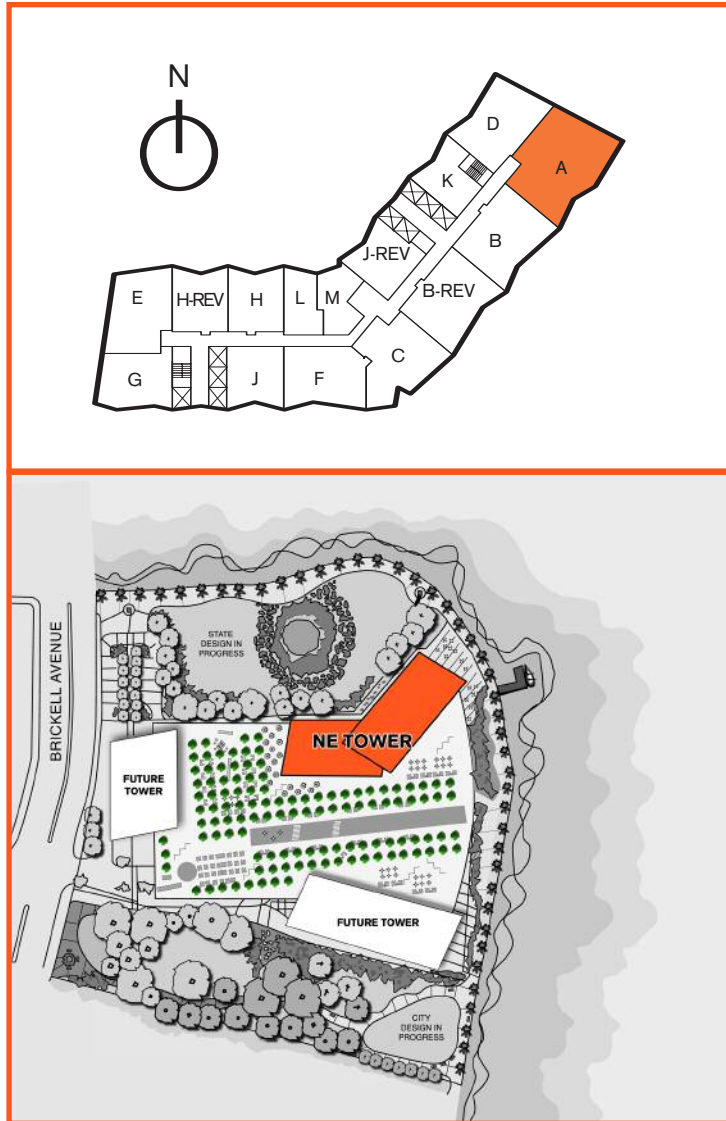 N
D
A
K
B
J-REV
B-REV
E
H-REV
H
L
M
C
G
J
F
BRICKELL AVENUE
STATE
DESIGN IN
PROGRESS
NE TOWER
FUTURE
TOWER
FUTURE TOWER
CITY
DESIGN IN
PROGRESS